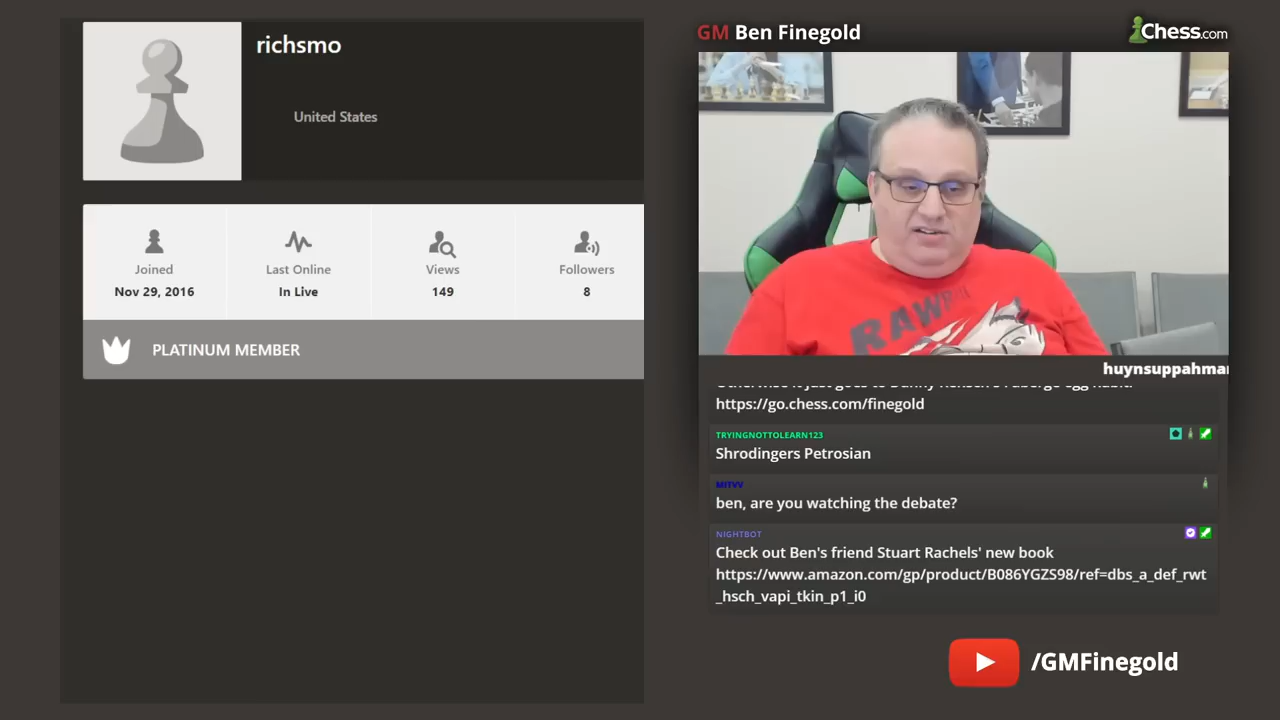 richsmo
United States
Joined
Nov 29, 2016
Last Online
In Live
Views
149
Followers
8
PLATINUM MEMBER
GM Ben Finegold
Chess.com
RAWR
huynsuppahma
https://go.chess.com/finegold
TRYINGNOTTOLEARN123
Shrodingers Petrosian
MITVV
ben, are you watching the debate?
NIGHTBOT
Check out Ben's friend Stuart Rachels' new book
https://www.amazon.com/gp/product/B086YGZS98/ref=dbs_a_def_rwt
_hsch_vapi_tkin_p1_i0
/GMFinegold